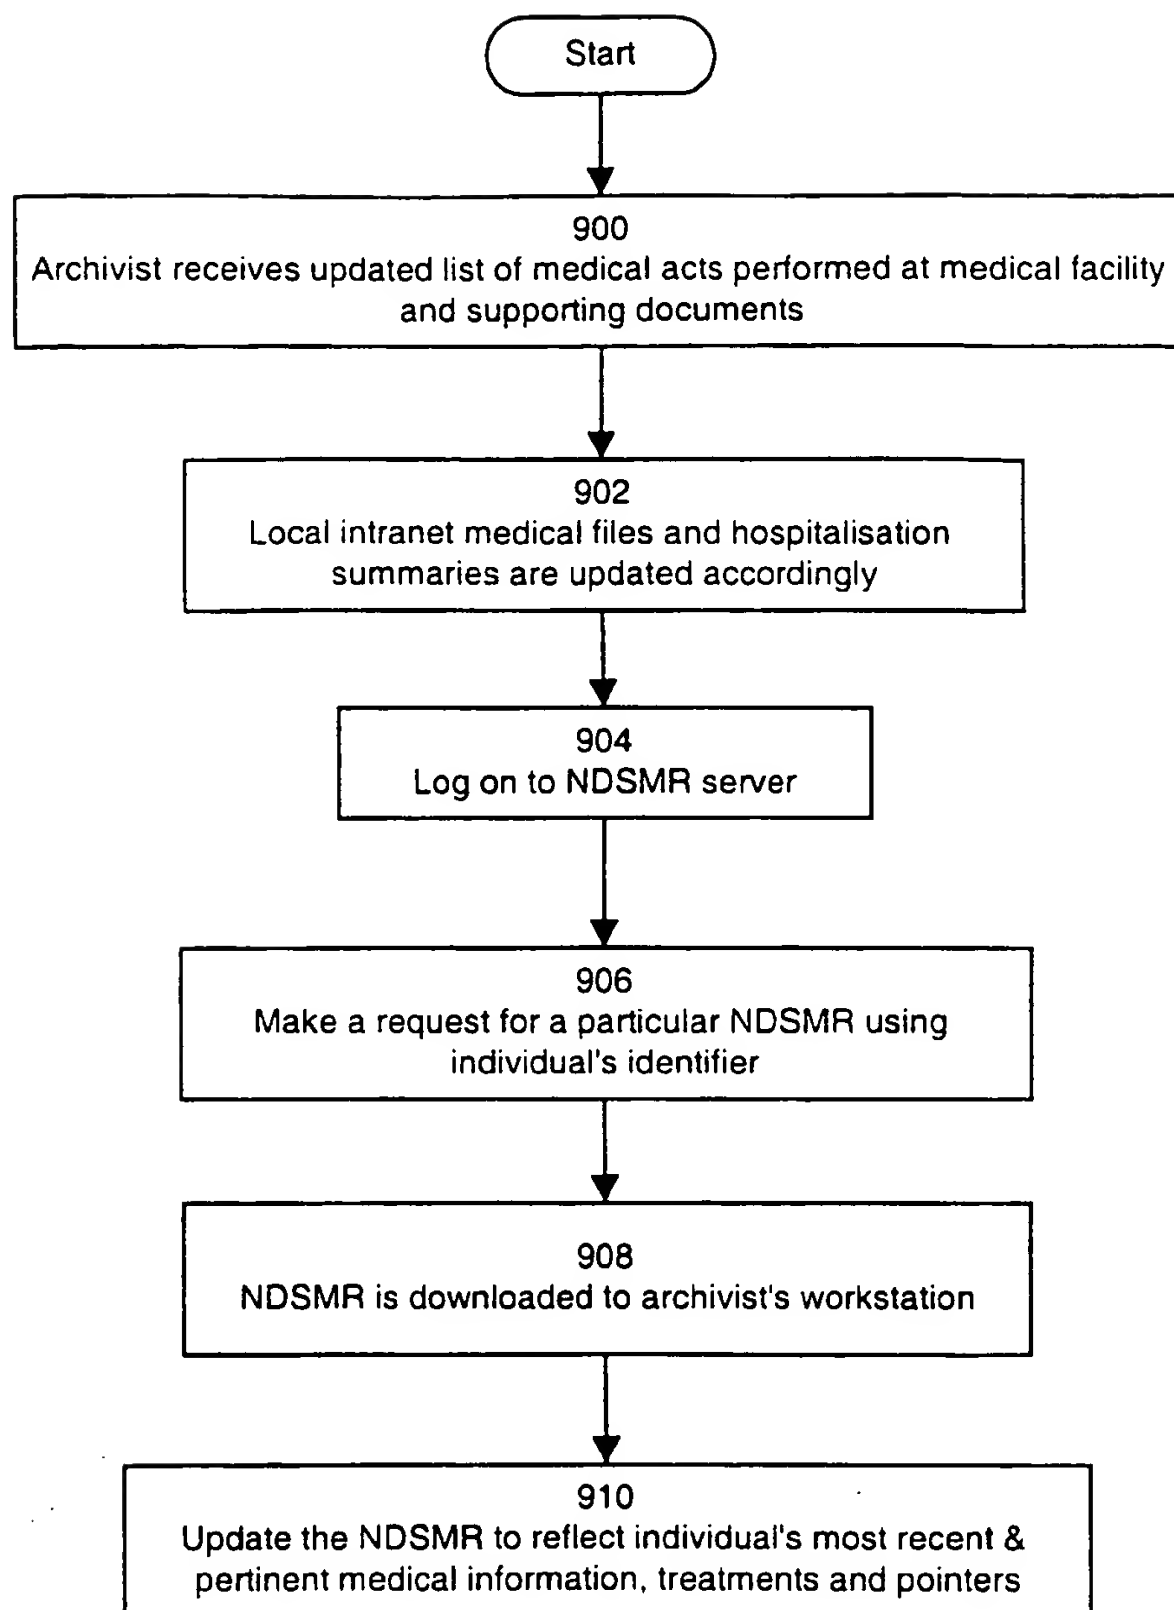 Start
900
Archivist receives updated list of medical acts performed at medical facility
and supporting documents
902
Local intranet medical files and hospitalisation
summaries are updated accordingly
904
Log on to NDSMR server
906
Make a request for a particular NDSMR using
individual's identifier
908
NDSMR is downloaded to archivist's workstation
910
Update the NDSMR to reflect individual's most recent &
pertinent medical information, treatments and pointers